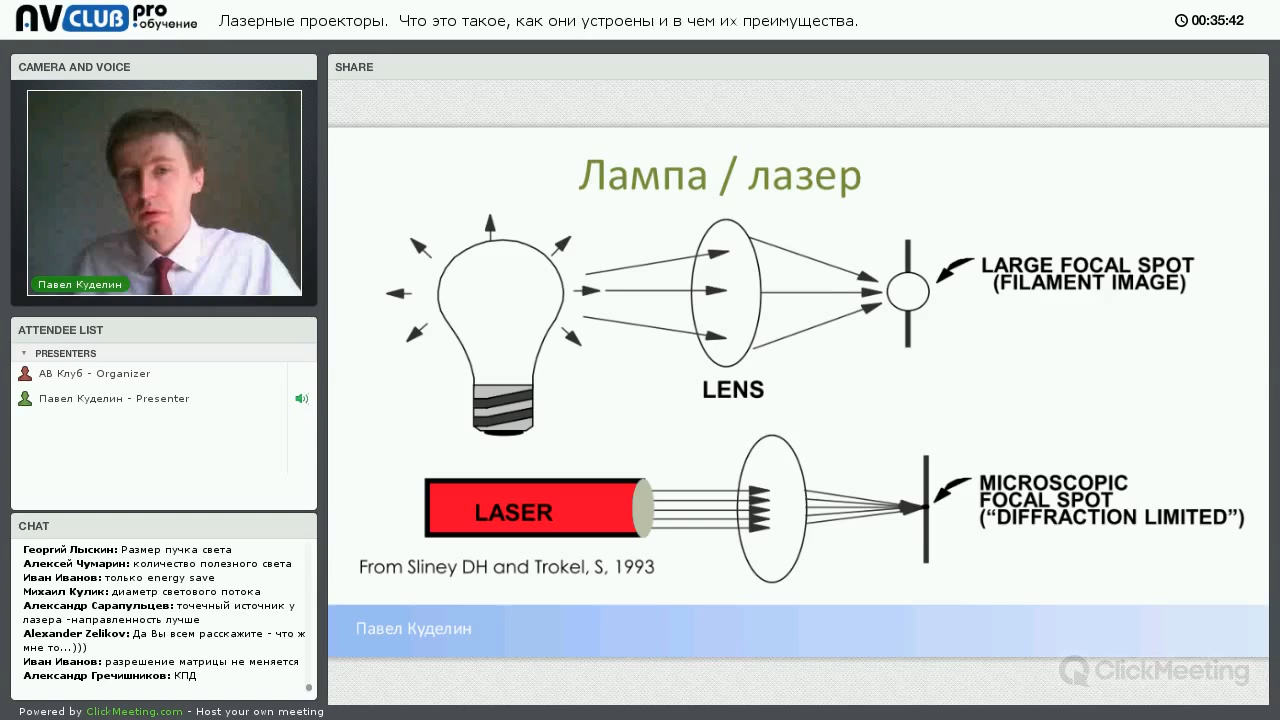 AV CLUB pro
:обучение
Лазерные проекторы. Что это такое, как они устроены и в чем их преимущества.
00:35:42
CAMERA AND VOICE
Павел Куделин
ATTENDEE LIST
PRESENTERS
АВ Клуб - Organizer
Павел Куделин - Presenter
CHAT
Георгий Лыскин: Размер пучка света
Алексей Чумарин: количество полезного света
Иван Иванов: только energy save
Михаил Кулик: диаметр светового потока
Александр Сарапульцев: точечный источник у
лазера -направленность лучше
Alexander Zelikov: Да Вы всем расскажите - что ж
мне то...)))
Иван Иванов: разрешение матрицы не меняется
Александр Гречишников: КПД
Powered by ClickMeeting.com - Host your own meeting
SHARE
Лампа / лазер
LARGE FOCAL SPOT
(FILAMENT IMAGE)
LENS
LASER
MICROSCOPIC
FOCAL SPOT
("DIFFRACTION LIMITED")
From Sliney DH and Trokel, S, 1993
Павел Куделин
ClickMeeting